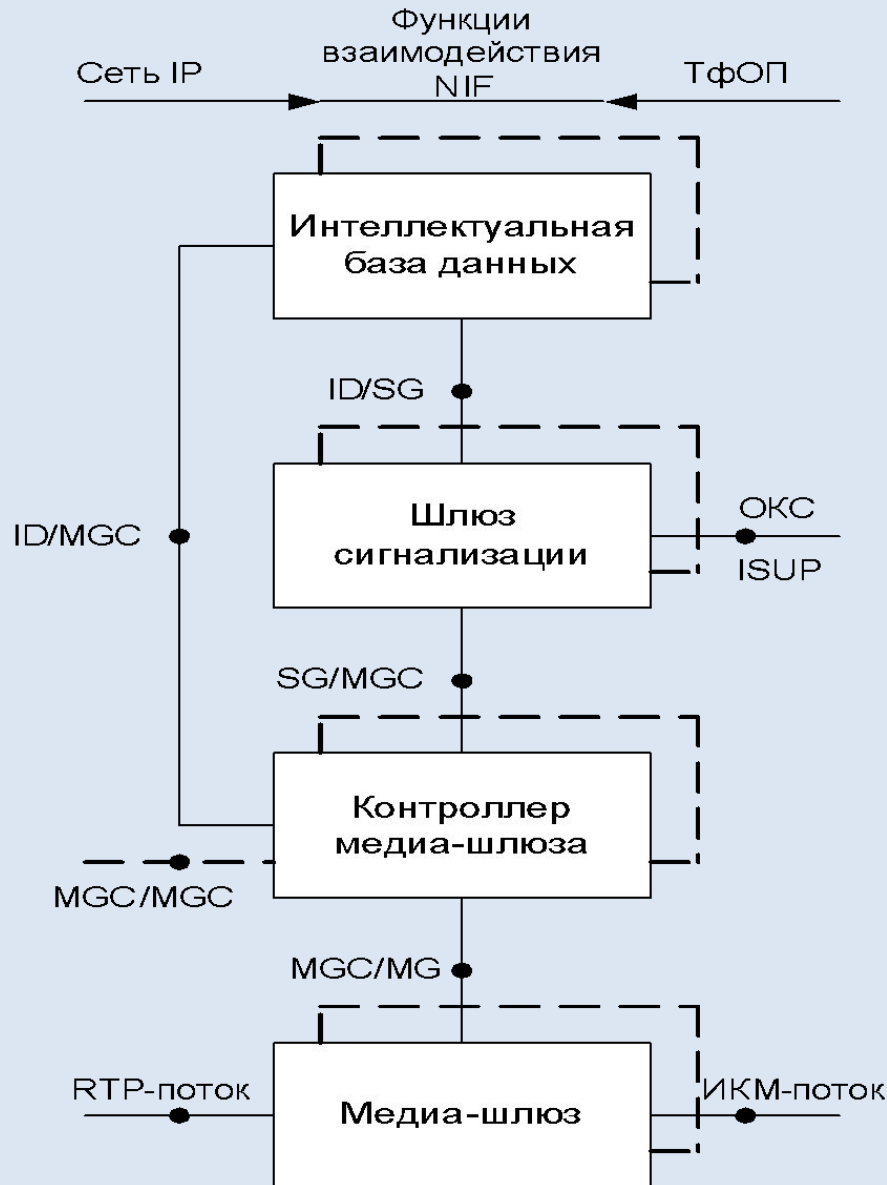 Функции
взаимодействия
Сеть IP
NIF
ТфОП
Интеллектуальная
база данных
ID/SG
Шлюз
сигнализации
ОКС
ISUP
ID/MGC
SG/MGC
Контроллер
медиа-шлюза
MGC/MGC
MGC/MG
RTP-поток
Медиа-шлюз
ИКМ-поток